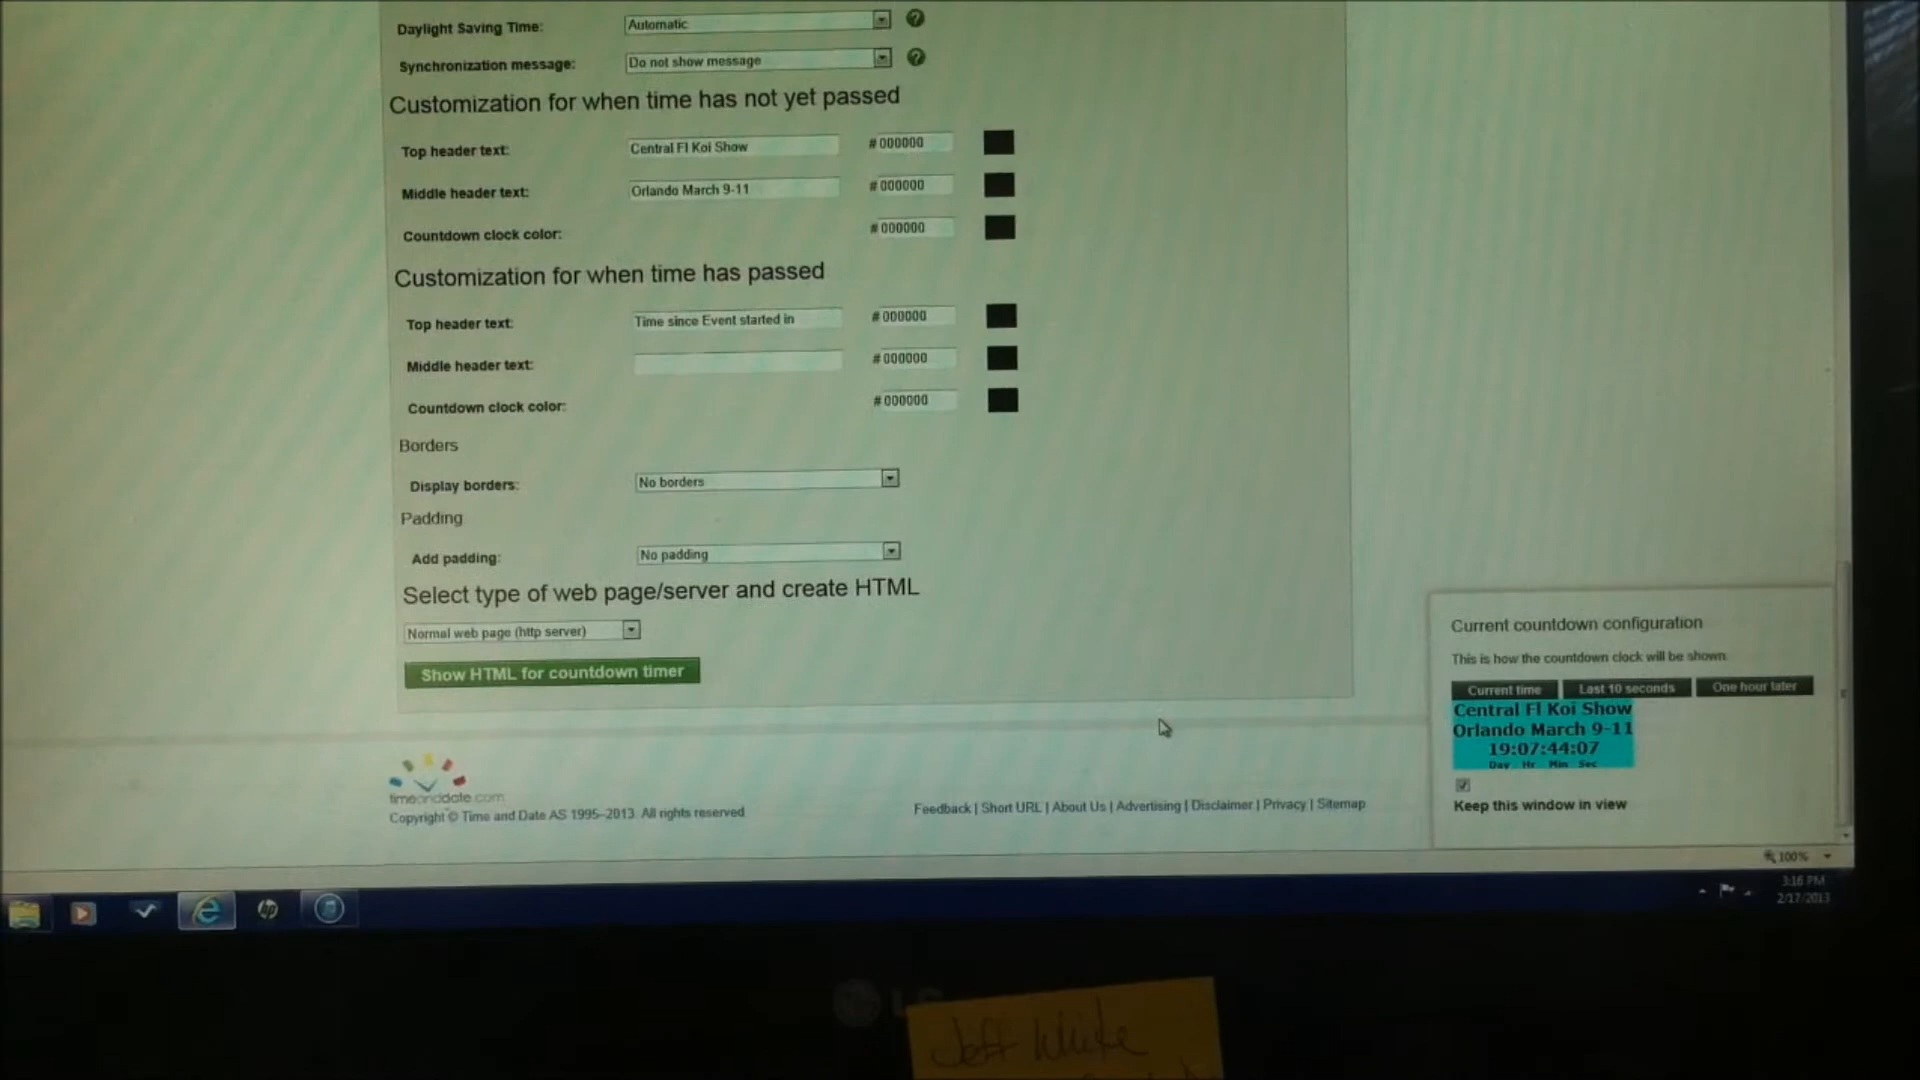 Daylight Saving Time: Automatic
Synchronization message: Do not show message
Customization for when time has not yet passed
Top header text: Central Fl Koi Show #000000
Middle header text: Orlando March 9-11 #000000
Countdown clock color: #000000
Customization for when time has passed
Top header text: Time since Event started in #000000
Middle header text: #000000
Countdown clock color: #000000
Borders
Display borders: No borders
Padding
Add padding: No padding
Select type of web page/server and create HTML
Normal web page (http server)
Show HTML for countdown timer
Current countdown configuration
This is how the countdown clock will be shown.
Current time Last 10 seconds One hour later
Central Fl Koi Show
Orlando March 9-11
19:07:44:07
Day Hr Min Sec
Keep this window in view
timeanddate.com
Copyright © Time and Date AS 1995–2013. All rights reserved
Feedback | Short URL | About Us | Advertising | Disclaimer | Privacy | Sitemap
100%
3:16 PM
2/17/2013
hp
LG
Jeff White